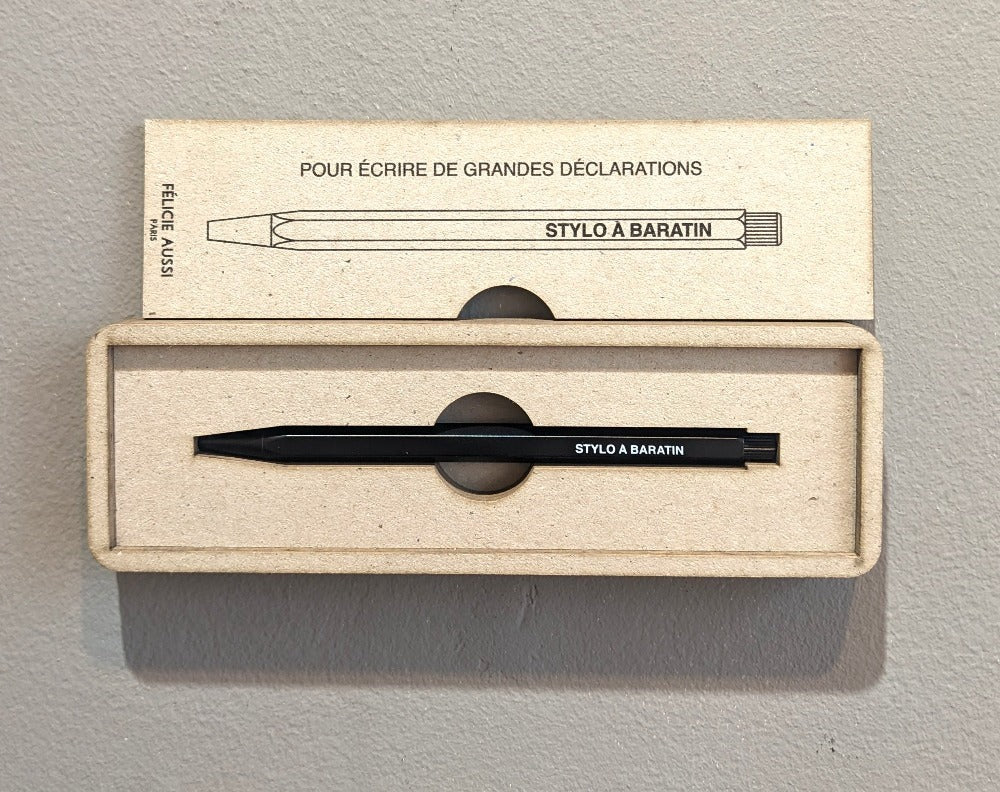 POUR ÉCRIRE DE GRANDES DÉCLARATIONS
STYLO À BARATIN
FÉLICIE AUSSI
PARIS
STYLO A BARATIN